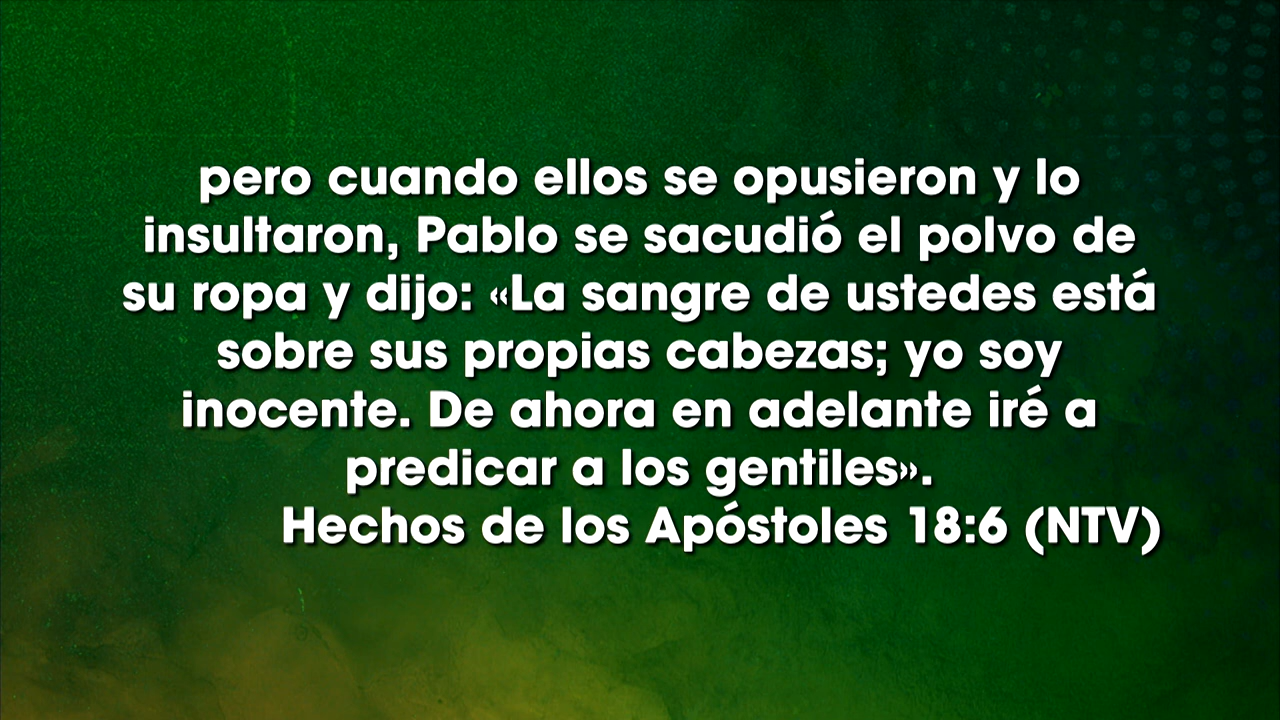 pero cuando ellos se opusieron y lo
insultaron, Pablo se sacudió el polvo de
su ropa y dijo: «La sangre de ustedes está
sobre sus propias cabezas; yo soy
inocente. De ahora en adelante iré a
predicar a los gentiles».
Hechos de los Apóstoles 18:6 (NTV)